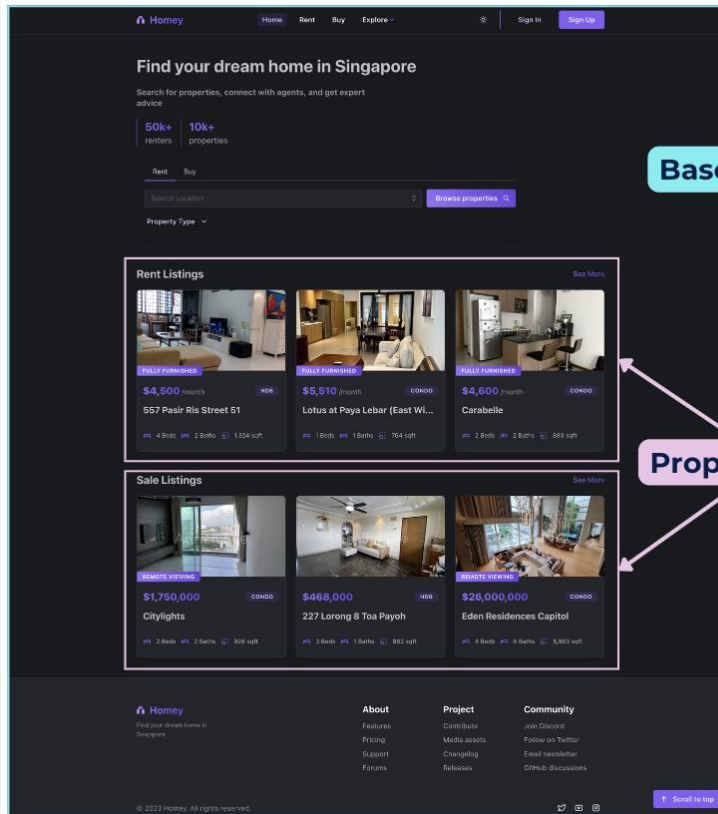 Homey
Home Rent Buy Explore Sign In Sign Up
Find your dream home in Singapore
Search for properties, connect with agents, and get expert
advice
50k+ 10k+
renters properties
Rent Buy
Search Location Browse properties
Property Type
Rent Listings See More
FULLY FURNISHED FULLY FURNISHED FULLY FURNISHED
$4,500 /month HDB $5,510 /month CONDO $4,600 /month CONDO
557 Pasir Ris Street 51 Lotus at Paya Lebar (East Wi... Carabelle
4 Beds 2 Baths 1,324 sqft 1 Beds 1 Baths 764 sqft 2 Beds 2 Baths 883 sqft
Sale Listings See More
REMOTE VIEWING REMOTE VIEWING
$1,750,000 CONDO $468,000 HDB $26,000,000 CONDO
Citylights 227 Lorong 8 Toa Payoh Eden Residences Capitol
2 Beds 2 Baths 926 sqft 3 Beds 1 Baths 882 sqft 4 Beds 6 Baths 5,963 sqft
Base
Prop
Homey About Project Community
Find your dream home in
Singapore
Features Contribute Join Discord
Pricing Media assets Follow on Twitter
Support Changelog Email newsletter
Forums Releases GitHub discussions
Scroll to top
© 2023 Homey. All rights reserved.